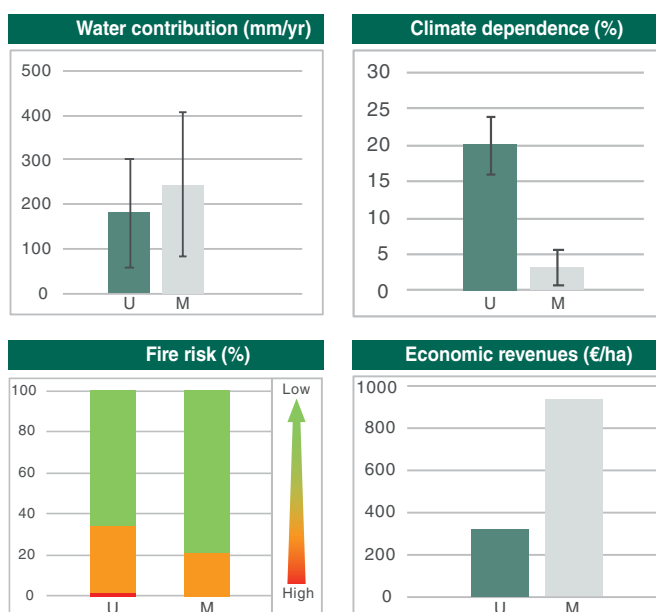 Water contribution (mm/yr)
500
400
300
200
100
0
U M
Climate dependence (%)
30
25
20
15
10
5
0
U M
Fire risk (%)
100
80
60
40
20
0
U M
Low
High
Economic revenues (€/ha)
1000
800
600
400
200
0
U M